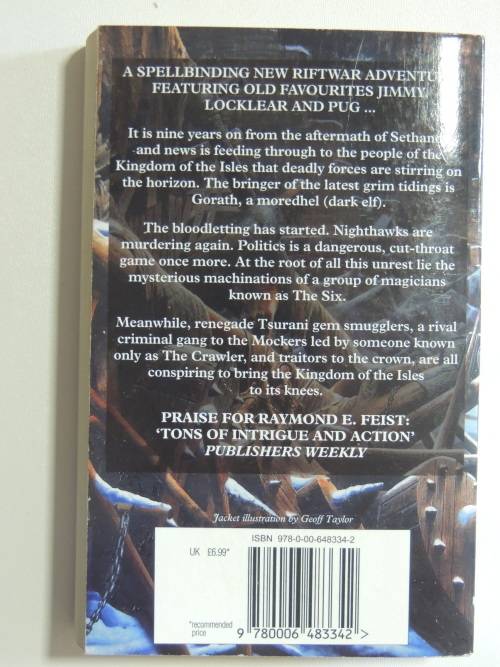 A SPELLBINDING NEW RIFTWAR ADVENTU
FEATURING OLD FAVOURITES JIMMY,
LOCKLEAR AND PUG ...
It is nine years on from the aftermath of Sethano
and news is feeding through to the people of the
Kingdom of the Isles that deadly forces are stirring on
the horizon. The bringer of the latest grim tidings is
Gorath, a moredhel (dark elf).
The bloodletting has started. Nighthawks are
murdering again. Politics is a dangerous, cut-throat
game once more. At the root of all this unrest lie the
mysterious machinations of a group of magicians
known as The Six.
Meanwhile, renegade Tsurani gem smugglers, a rival
criminal gang to the Mockers led by someone known
only as The Crawler, and traitors to the crown, are all
conspiring to bring the Kingdom of the Isles
to its knees.
PRAISE FOR RAYMOND E. FEIST:
‘TONS OF INTRIGUE AND ACTION’
PUBLISHERS WEEKLY
Jacket illustration by Geoff Taylor
ISBN 978-0-00-648334-2
UK £6.99*
*recommended
price
9 780006 483342 >